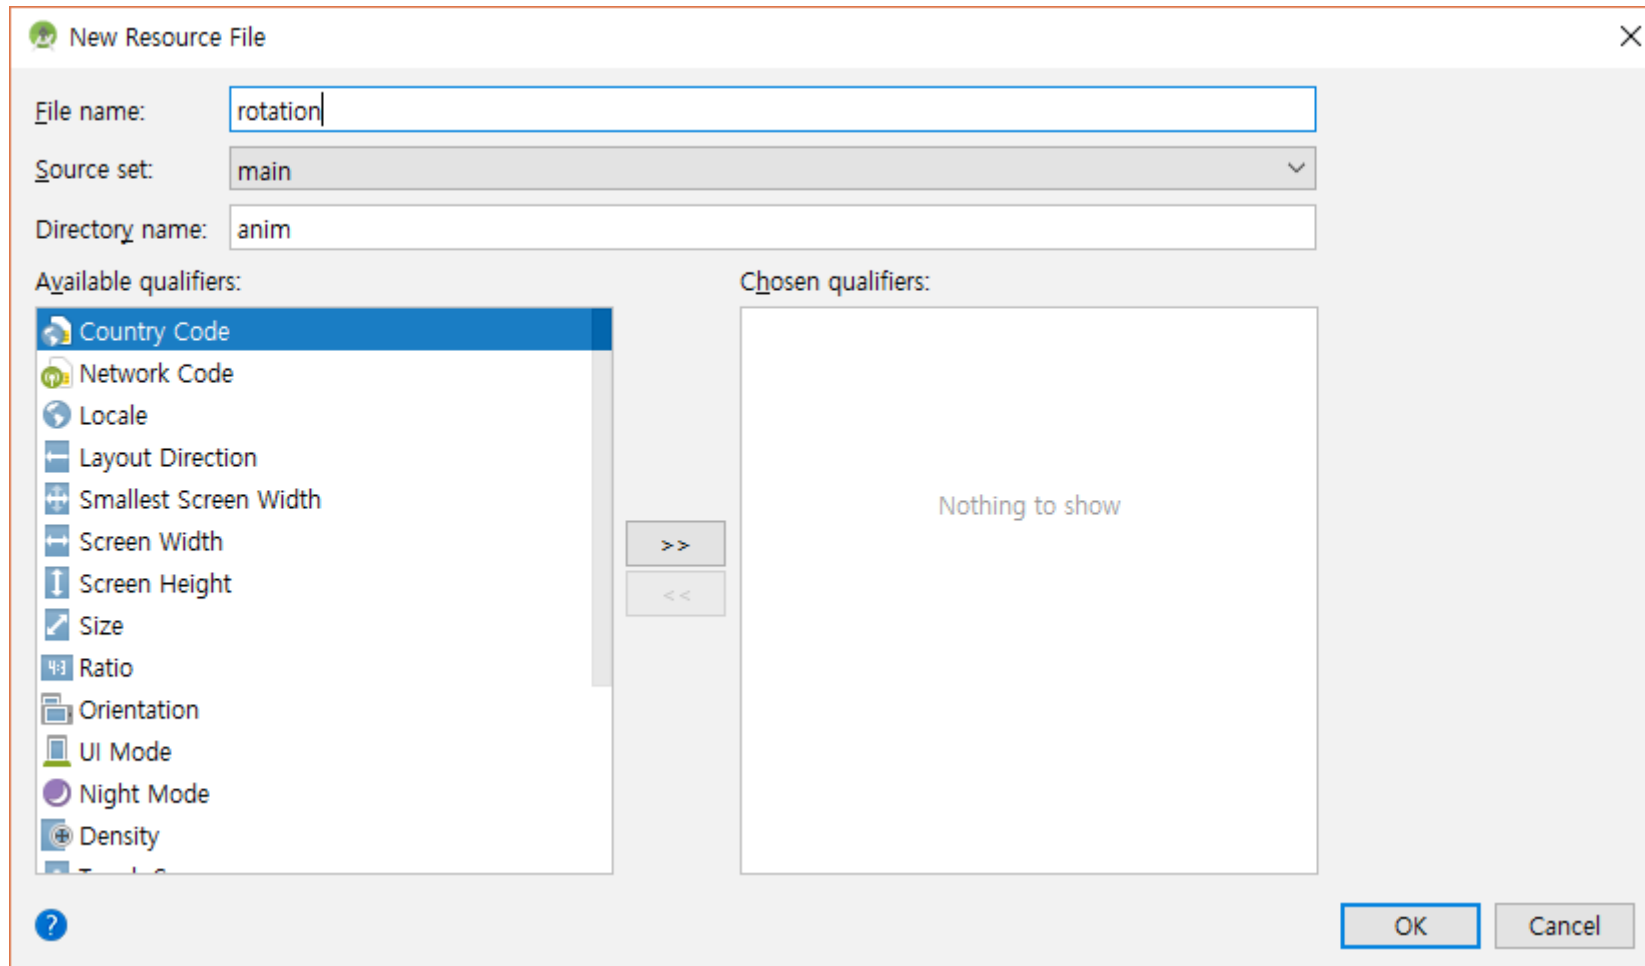 New Resource File
File name: rotation
Source set: main
Directory name: anim
Available qualifiers:
Chosen qualifiers:
Country Code
Network Code
Locale
Layout Direction
Smallest Screen Width
Screen Width
Screen Height
Size
4:3 Ratio
Orientation
UI Mode
Night Mode
Density
>>
<<
Nothing to show
?
OK
Cancel